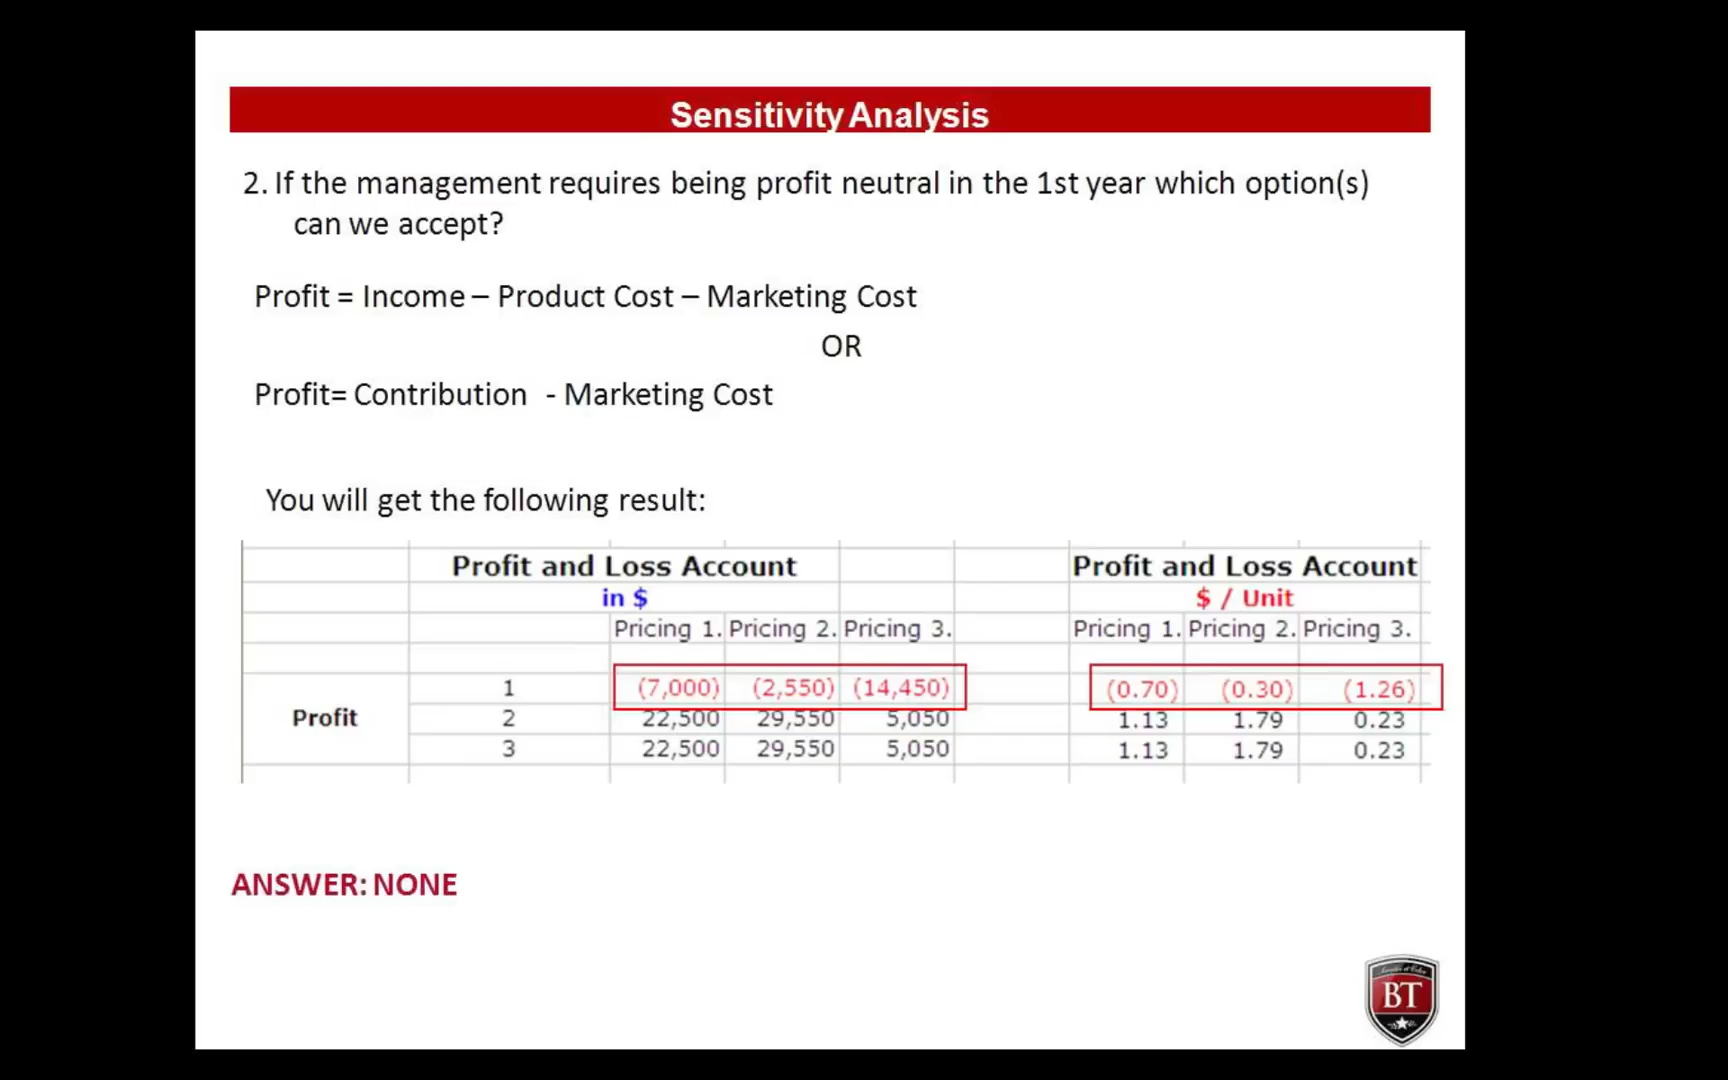 Sensitivity Analysis
2. If the management requires being profit neutral in the 1st year which option(s)
can we accept?
Profit = Income – Product Cost – Marketing Cost
OR
Profit= Contribution - Marketing Cost
You will get the following result:
Profit and Loss Account Profit and Loss Account
in $ $ / Unit
Pricing 1. Pricing 2. Pricing 3. Pricing 1. Pricing 2. Pricing 3.
1 (7,000) (2,550) (14,450) (0.70) (0.30) (1.26)
Profit 2 22,500 29,550 5,050 1.13 1.79 0.23
3 22,500 29,550 5,050 1.13 1.79 0.23
ANSWER: NONE
BT